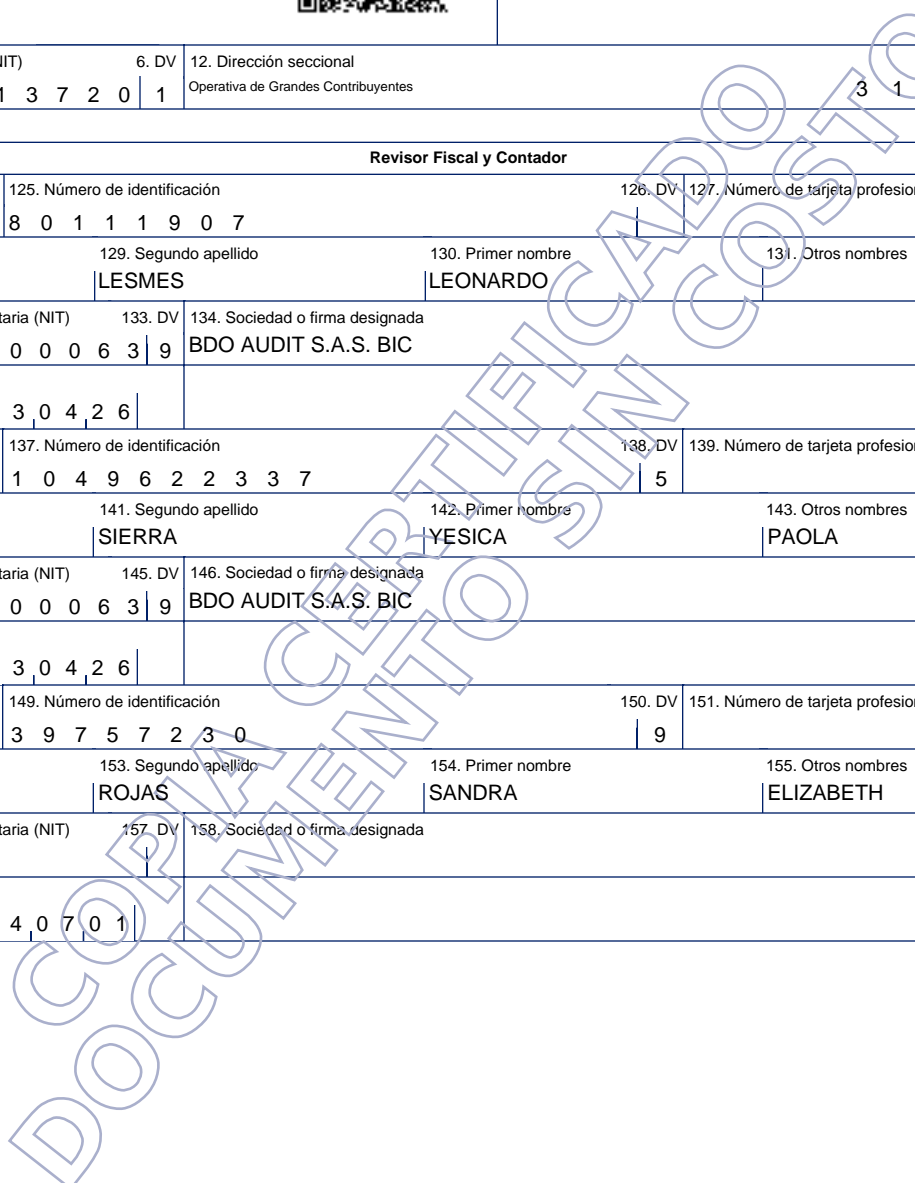 NIT) 6. DV 12. Dirección seccional
1 3 7 2 0 1 Operativa de Grandes Contribuyentes 3 1
Revisor Fiscal y Contador
125. Número de identificación 126. DV 127. Número de tarjeta profesion
8 0 1 1 1 9 0 7
129. Segundo apellido 130. Primer nombre 131. Otros nombres
LESMES LEONARDO
taria (NIT) 133. DV 134. Sociedad o firma designada
0 0 0 6 3 9 BDO AUDIT S.A.S. BIC
3 0 4 2 6
137. Número de identificación 138. DV 139. Número de tarjeta profesion
1 0 4 9 6 2 2 3 3 7 5
141. Segundo apellido 142. Primer nombre 143. Otros nombres
SIERRA YESICA PAOLA
taria (NIT) 145. DV 146. Sociedad o firma designada
0 0 0 6 3 9 BDO AUDIT S.A.S. BIC
3 0 4 2 6
149. Número de identificación 150. DV 151. Número de tarjeta profesion
3 9 7 5 7 2 3 0 9
153. Segundo apellido 154. Primer nombre 155. Otros nombres
ROJAS SANDRA ELIZABETH
taria (NIT) 157. DV 158. Sociedad o firma designada
4 0 7 0 1
COPIA CERTIFICADO
DOCUMENTO SIN COSTO